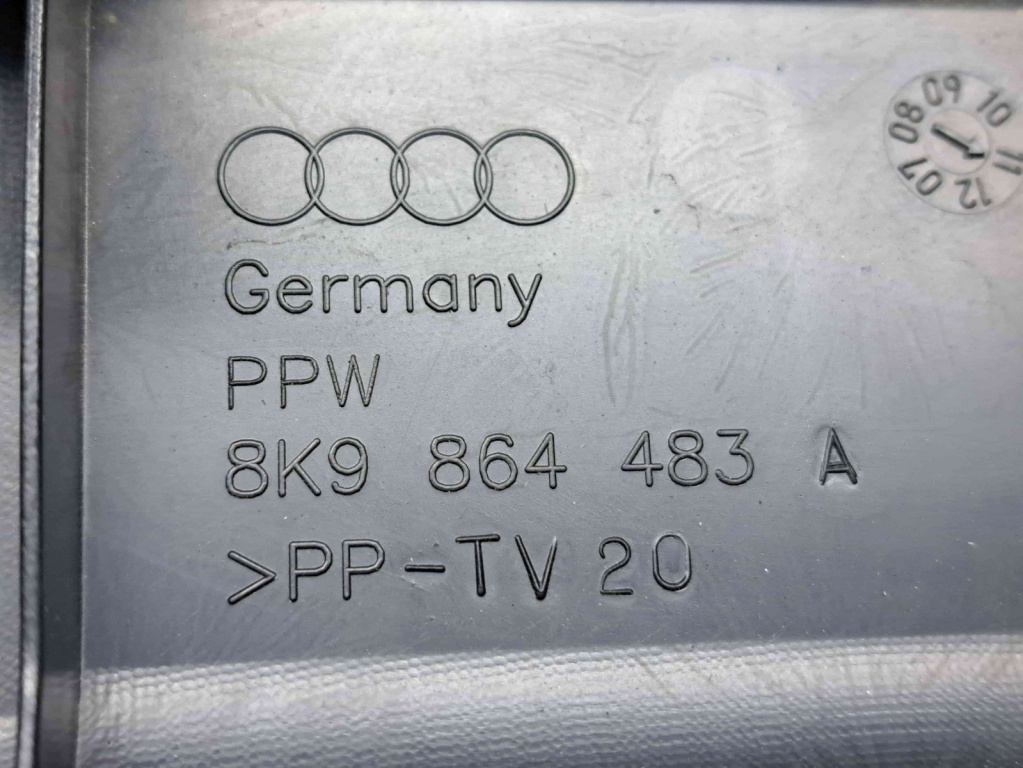 Germany
PPW
8K9 864 483 A
>PP-TV 20
07 08 09 10 11 12